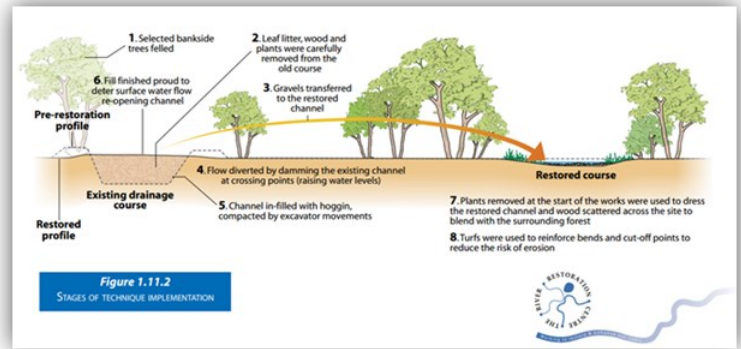 1. Selected bankside
trees felled
2. Leaf litter, wood and
plants were carefully
removed from the
old course
6. Fill finished proud to
deter surface water flow
re-opening channel
3. Gravels transferred
to the restored
channel
Pre-restoration
profile
4. Flow diverted by damming the existing channel
at crossing points (raising water levels)
Restored course
Existing drainage
course
5. Channel in-filled with hoggin,
compacted by excavator movements
Restored
profile
7. Plants removed at the start of the works were used to dress
the restored channel and wood scattered across the site to
blend with the surrounding forest
8. Turfs were used to reinforce bends and cut-off points to
reduce the risk of erosion
Figure 1.11.2
STAGES OF TECHNIQUE IMPLEMENTATION
THE RIVER RESTORATION CENTRE